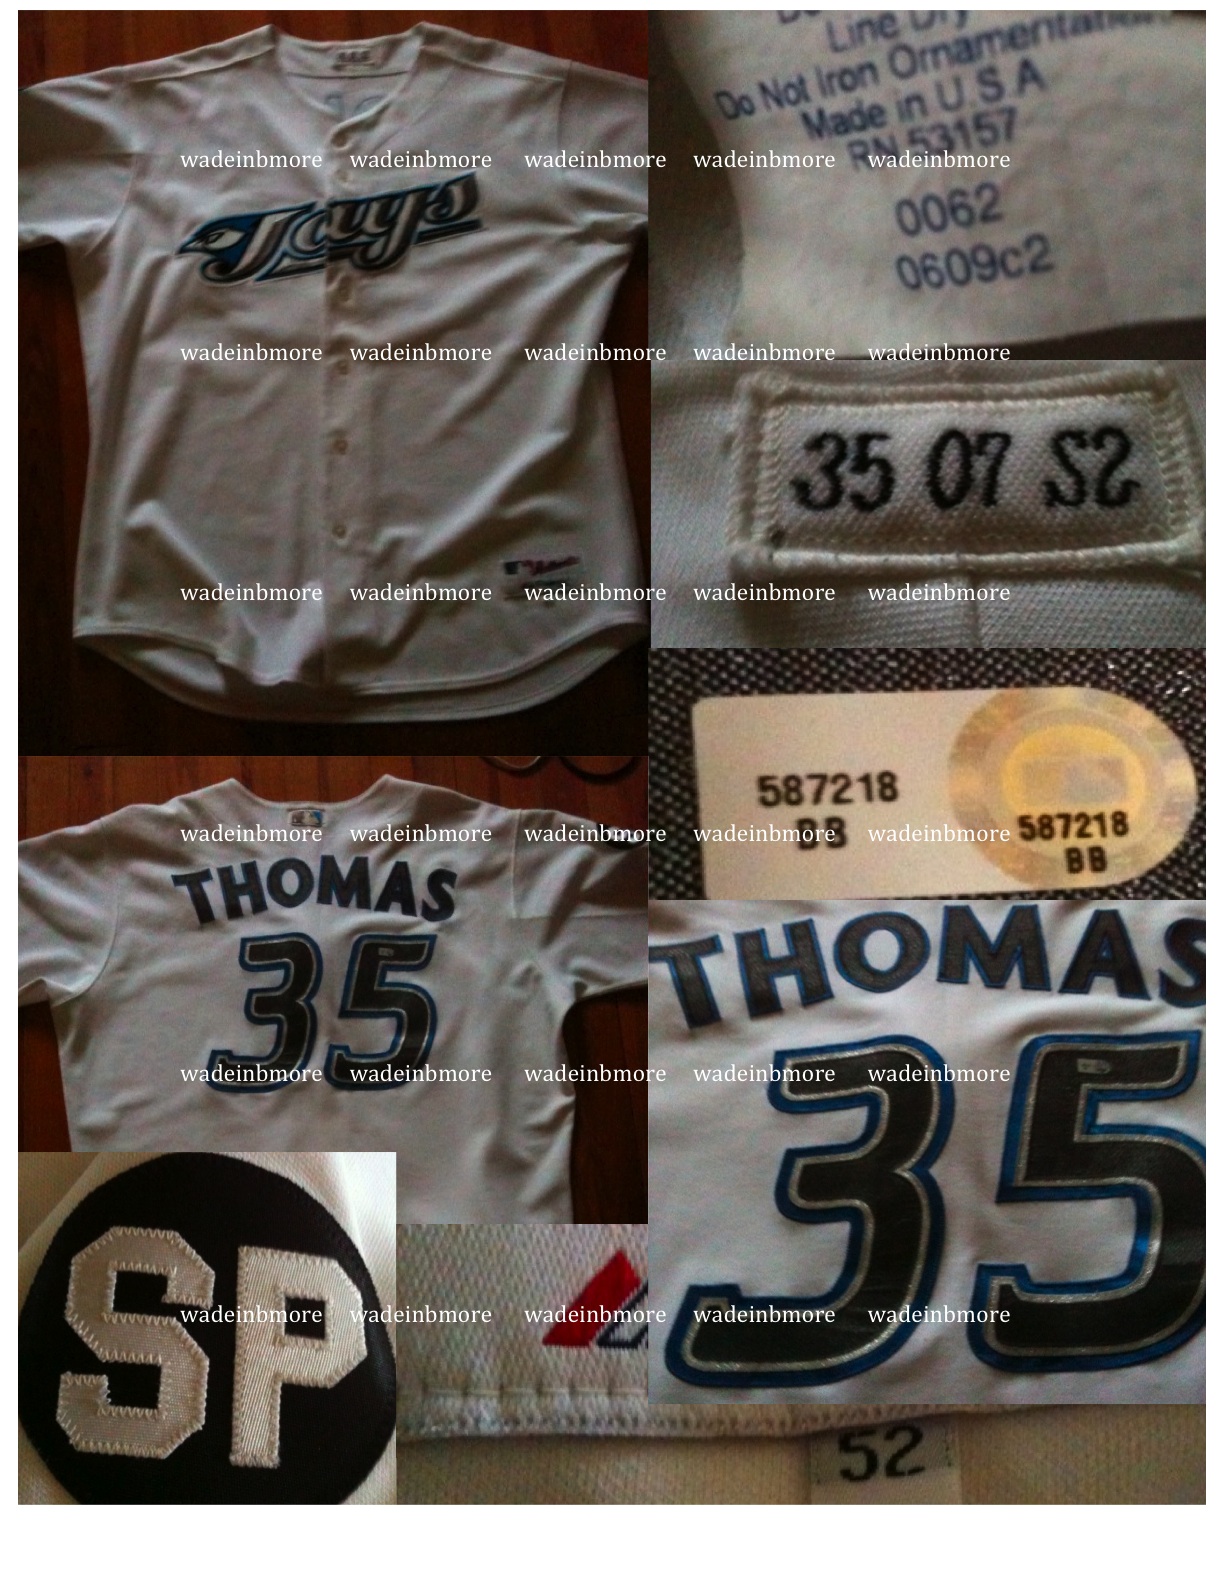 Line Dry
Do Not Iron Ornamentation
Made in U.S.A
RN 53157
0062
0609c2
Jays
35 07 S2
587218
BB
587218
BB
THOMAS
35
THOMAS
35
SP
52
wadeinbmore wadeinbmore wadeinbmore wadeinbmore wadeinbmore
wadeinbmore wadeinbmore wadeinbmore wadeinbmore wadeinbmore
wadeinbmore wadeinbmore wadeinbmore wadeinbmore wadeinbmore
wadeinbmore wadeinbmore wadeinbmore wadeinbmore wadeinbmore
wadeinbmore wadeinbmore wadeinbmore wadeinbmore wadeinbmore
wadeinbmore wadeinbmore wadeinbmore wadeinbmore wadeinbmore